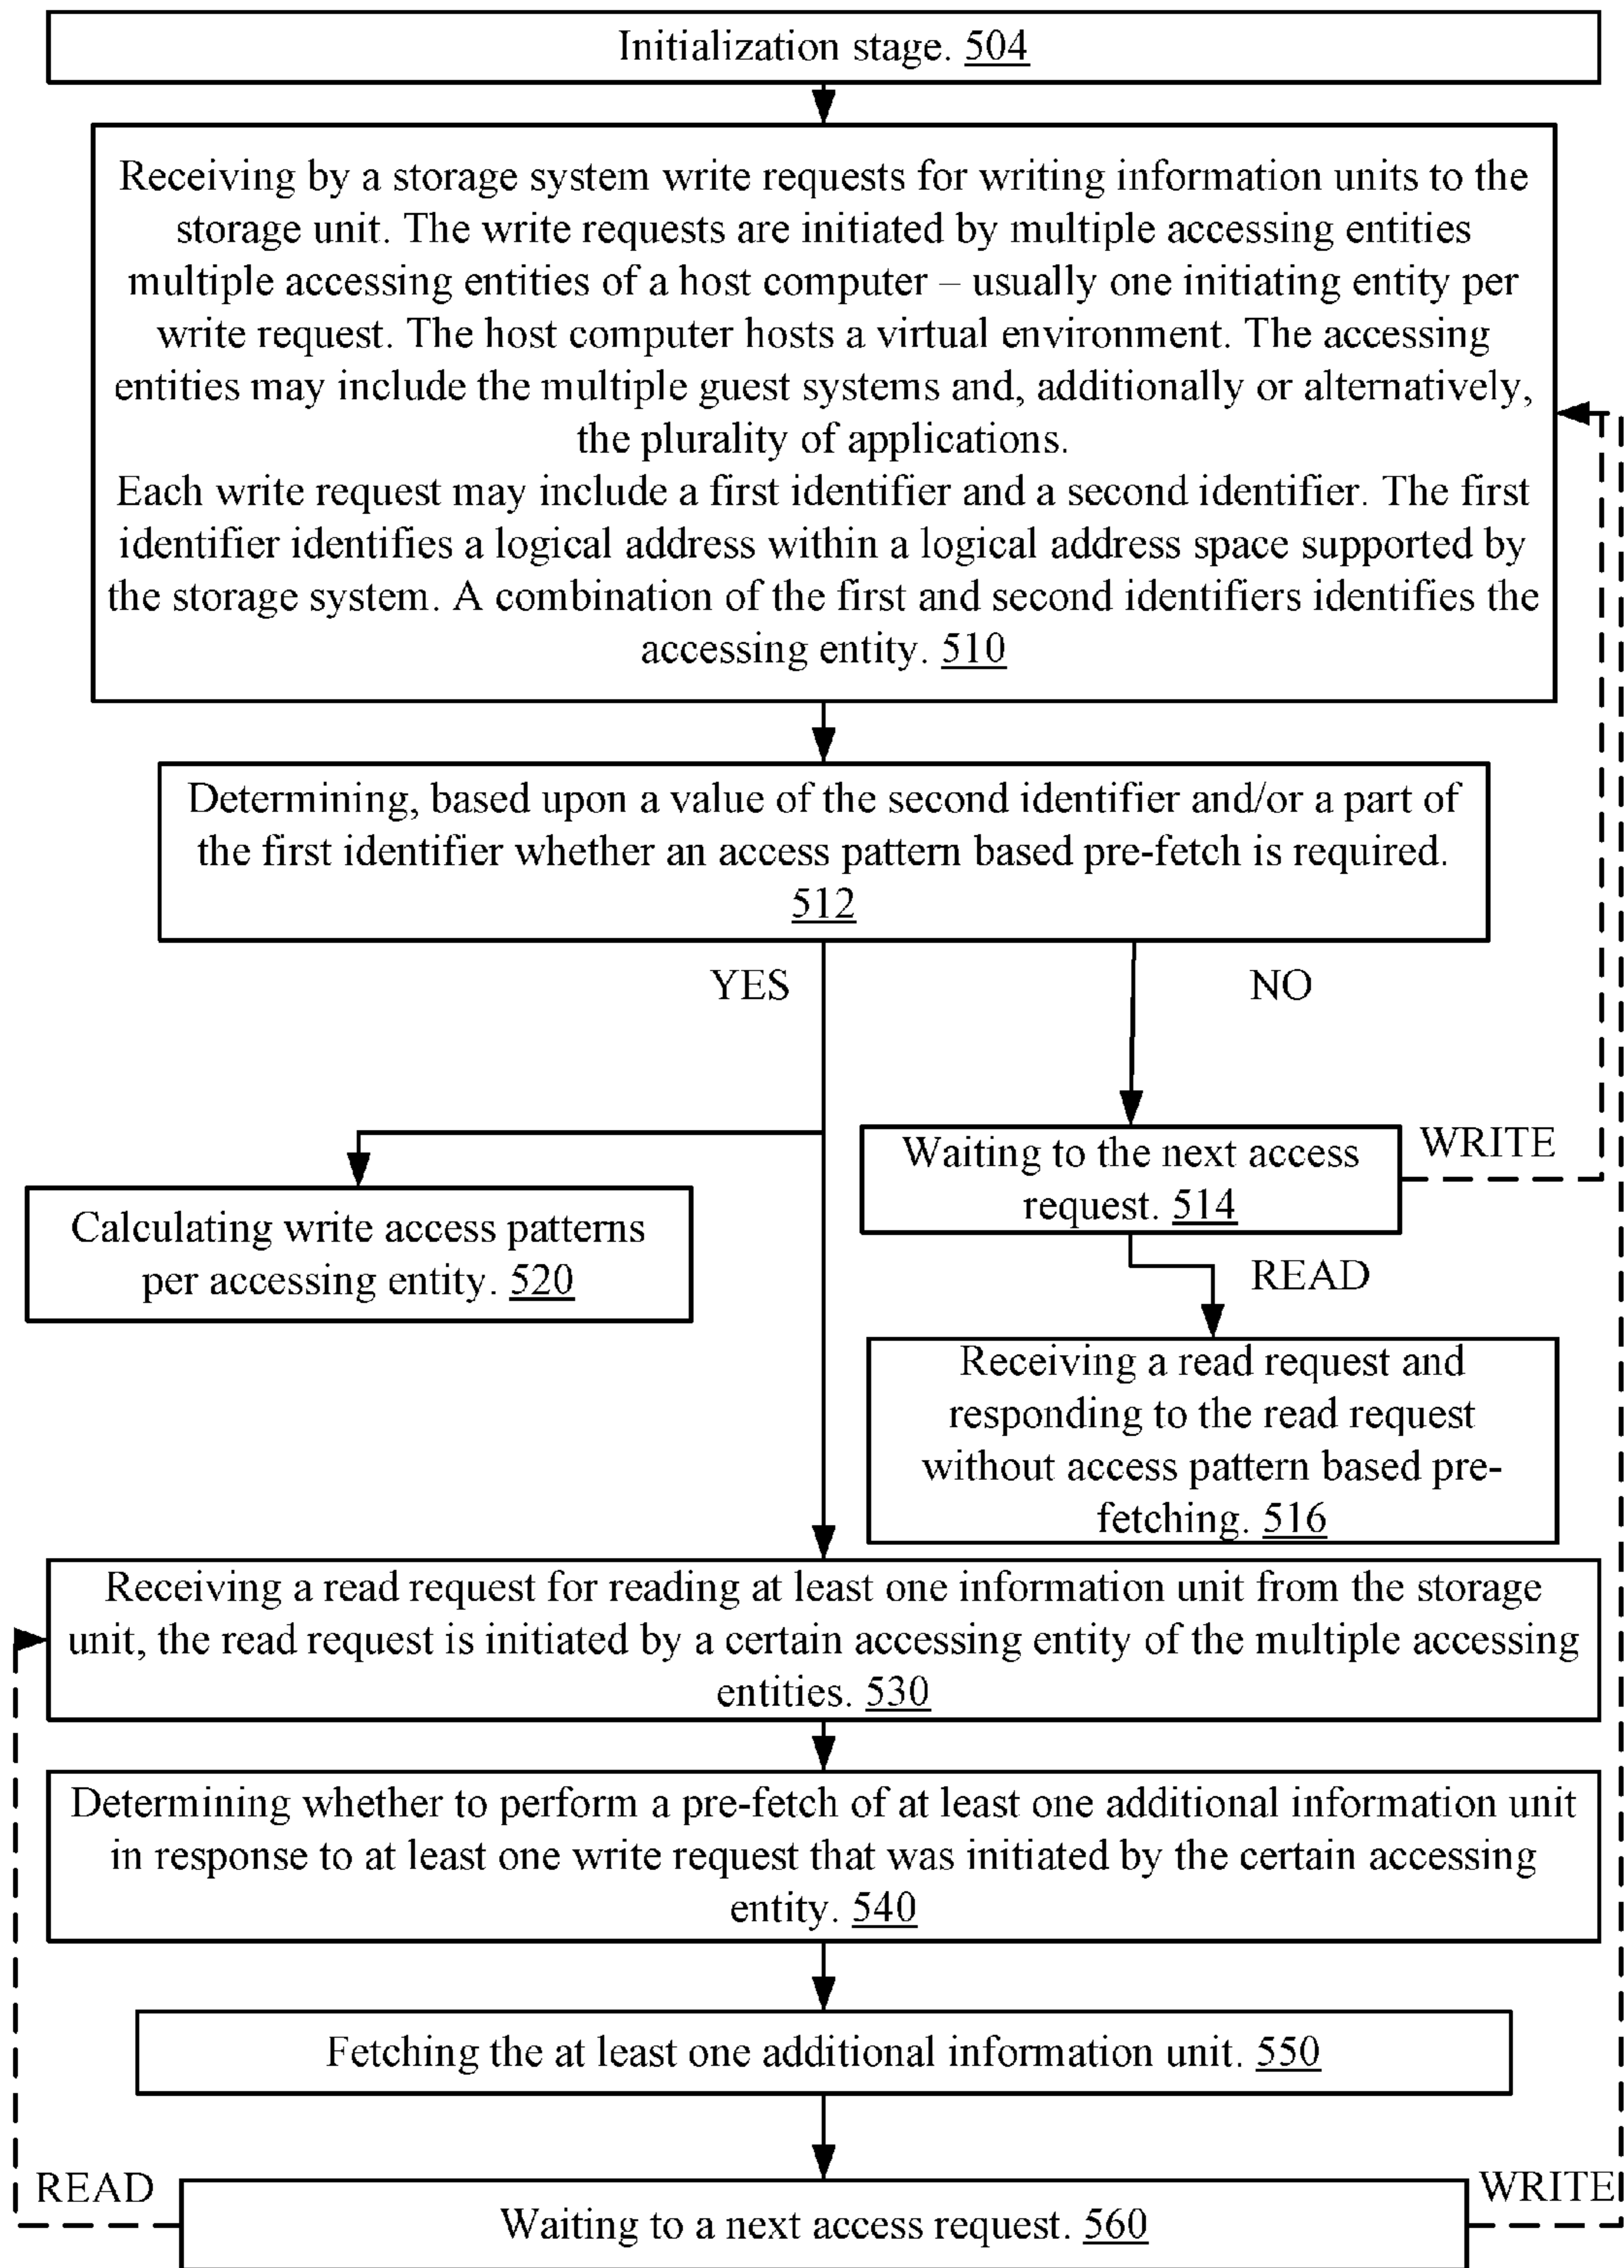 Initialization stage. 504
Receiving by a storage system write requests for writing information units to the
storage unit. The write requests are initiated by multiple accessing entities
multiple accessing entities of a host computer – usually one initiating entity per
write request. The host computer hosts a virtual environment. The accessing
entities may include the multiple guest systems and, additionally or alternatively,
the plurality of applications.
Each write request may include a first identifier and a second identifier. The first
identifier identifies a logical address within a logical address space supported by
the storage system. A combination of the first and second identifiers identifies the
accessing entity. 510
Determining, based upon a value of the second identifier and/or a part of
the first identifier whether an access pattern based pre-fetch is required.
512
YES
NO
Waiting to the next access
request. 514
WRITE
Calculating write access patterns
per accessing entity. 520
READ
Receiving a read request and
responding to the read request
without access pattern based pre-
fetching. 516
Receiving a read request for reading at least one information unit from the storage
unit, the read request is initiated by a certain accessing entity of the multiple accessing
entities. 530
Determining whether to perform a pre-fetch of at least one additional information unit
in response to at least one write request that was initiated by the certain accessing
entity. 540
Fetching the at least one additional information unit. 550
READ
Waiting to a next access request. 560
WRITE